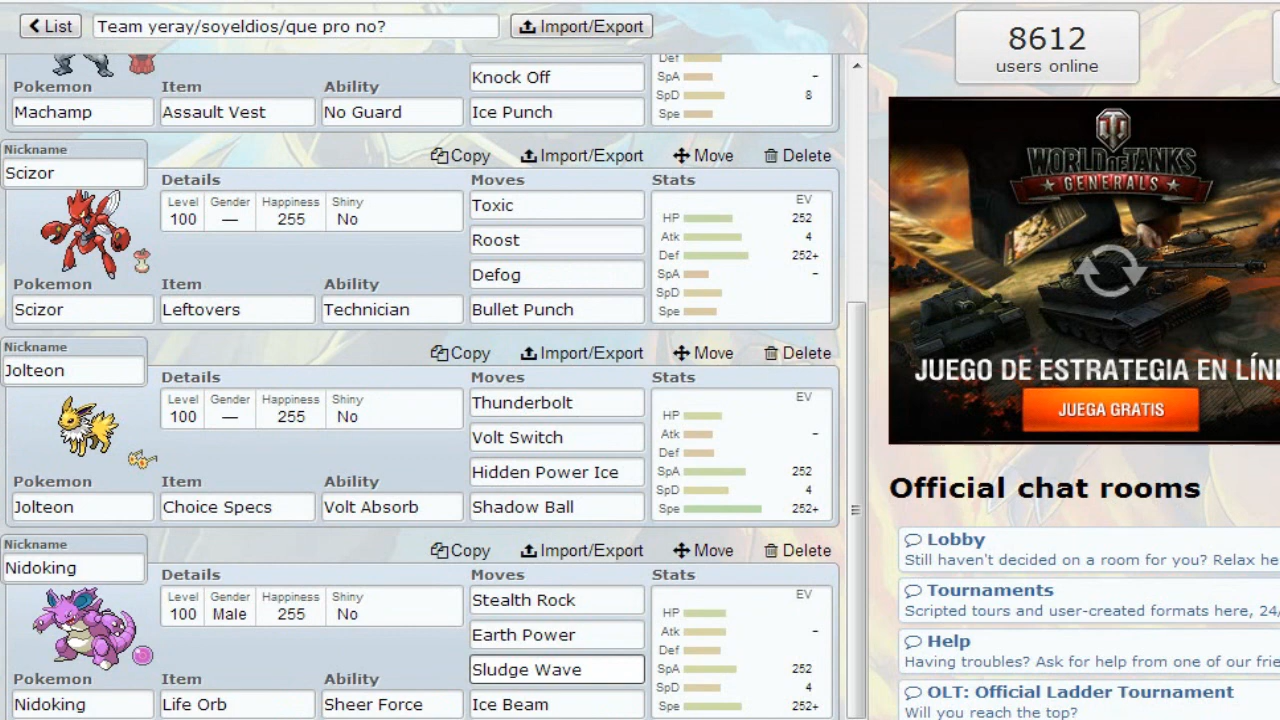 List
Team yeray/soyeldios/que pro no?
Import/Export
Def
Knock Off
SpA -
Pokemon Item Ability
SpD 8
Machamp Assault Vest No Guard Ice Punch
Spe
Nickname
Scizor
Copy Import/Export Move Delete
Details Moves Stats
Level Gender Happiness Shiny
100 — 255 No
Toxic
EV
HP 252
Atk 4
Roost
Def 252+
Defog
SpA -
Pokemon Item Ability
SpD
Scizor Leftovers Technician Bullet Punch
Spe
Nickname
Jolteon
Copy Import/Export Move Delete
Details Moves Stats
Level Gender Happiness Shiny
100 — 255 No
Thunderbolt
EV
HP
Atk -
Volt Switch
Def
Hidden Power Ice
SpA 252
Pokemon Item Ability
SpD 4
Jolteon Choice Specs Volt Absorb Shadow Ball
Spe 252+
Nickname
Nidoking
Copy Import/Export Move Delete
Details Moves Stats
Level Gender Happiness Shiny
100 Male 255 No
Stealth Rock
EV
HP
Atk -
Earth Power
Def
Sludge Wave
SpA 252
Pokemon Item Ability
SpD 4
Nidoking Life Orb Sheer Force Ice Beam
Spe 252+
8612
users online
WORLD OF TANKS
GENERALS
JUEGO DE ESTRATEGIA EN LÍN
JUEGA GRATIS
Official chat rooms
Lobby
Still haven't decided on a room for you? Relax he
Tournaments
Scripted tours and user-created formats here, 24/
Help
Having troubles? Ask for help from one of our frie
OLT: Official Ladder Tournament
Will you reach the top?